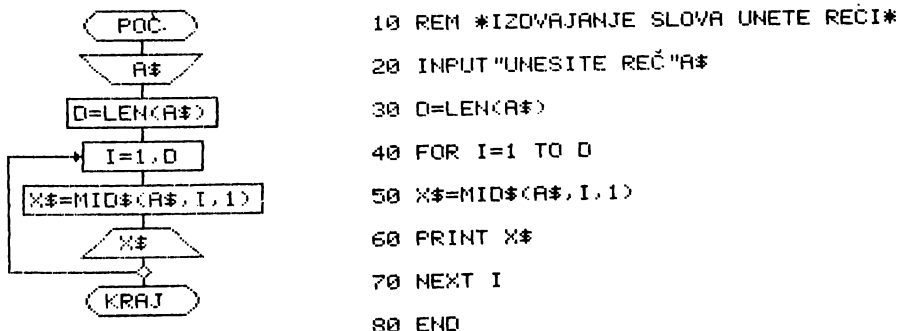 POČ.
A$
D=LEN(A$)
I=1,D
X$=MID$(A$,I,1)
X$
KRAJ
10 REM *IZDVAJANJE SLOVA UNETE REČI*
20 INPUT"UNESITE REČ"A$
30 D=LEN(A$)
40 FOR I=1 TO D
50 X$=MID$(A$,I,1)
60 PRINT X$
70 NEXT I
80 END